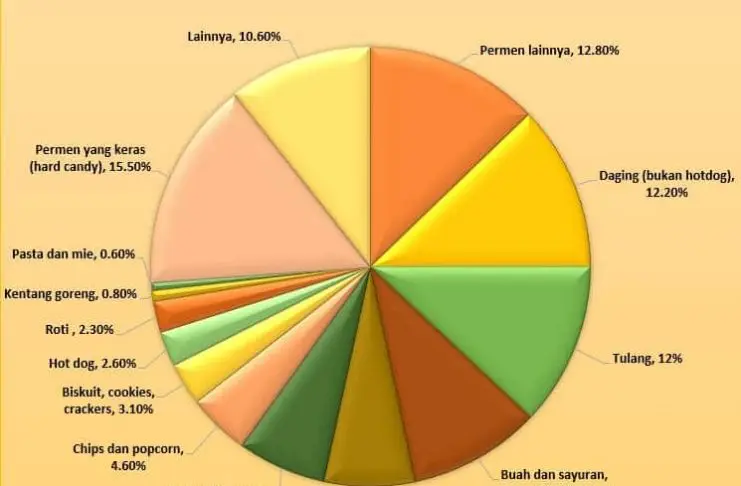 Lainnya, 10.60%
Permen lainnya, 12.80%
Permen yang keras
(hard candy), 15.50%
Daging (bukan hotdog),
12.20%
Pasta dan mie, 0.60%
Kentang goreng, 0.80%
Roti , 2.30%
Hot dog, 2.60%
Tulang, 12%
Biskuit, cookies,
crackers, 3.10%
Chips dan popcorn,
4.60%
Buah dan sayuran,